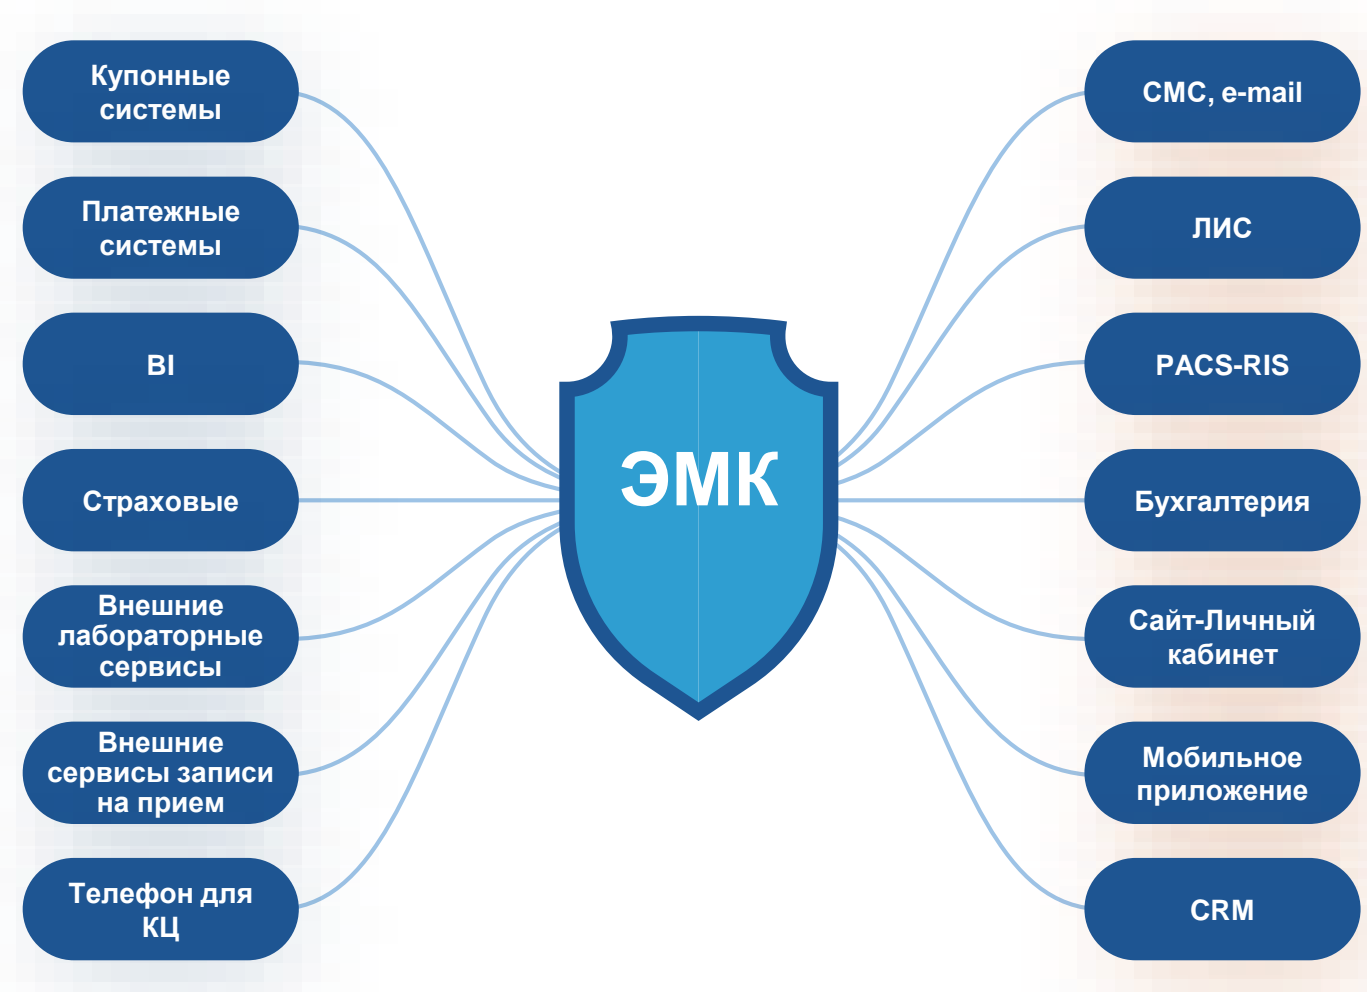 Купонные
системы
Платежные
системы
BI
Страховые
Внешние
лабораторные
сервисы
Внешние
сервисы записи
на прием
Телефон для
КЦ
ЭМК
СМС, e-mail
ЛИС
PACS-RIS
Бухгалтерия
Сайт-Личный
кабинет
Мобильное
приложение
CRM